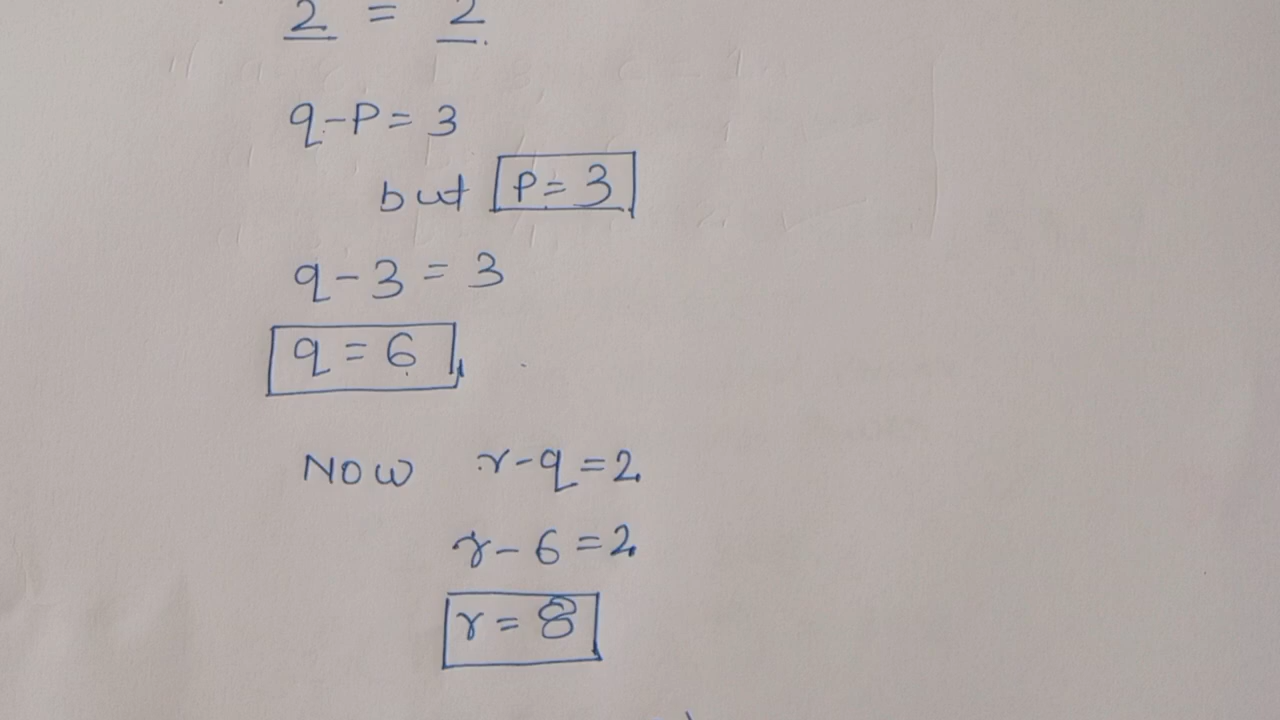 2 = 2
q-P= 3
but P= 3
q - 3 = 3
q = 6
NOW r-q=2
r- 6 =2
r = 8